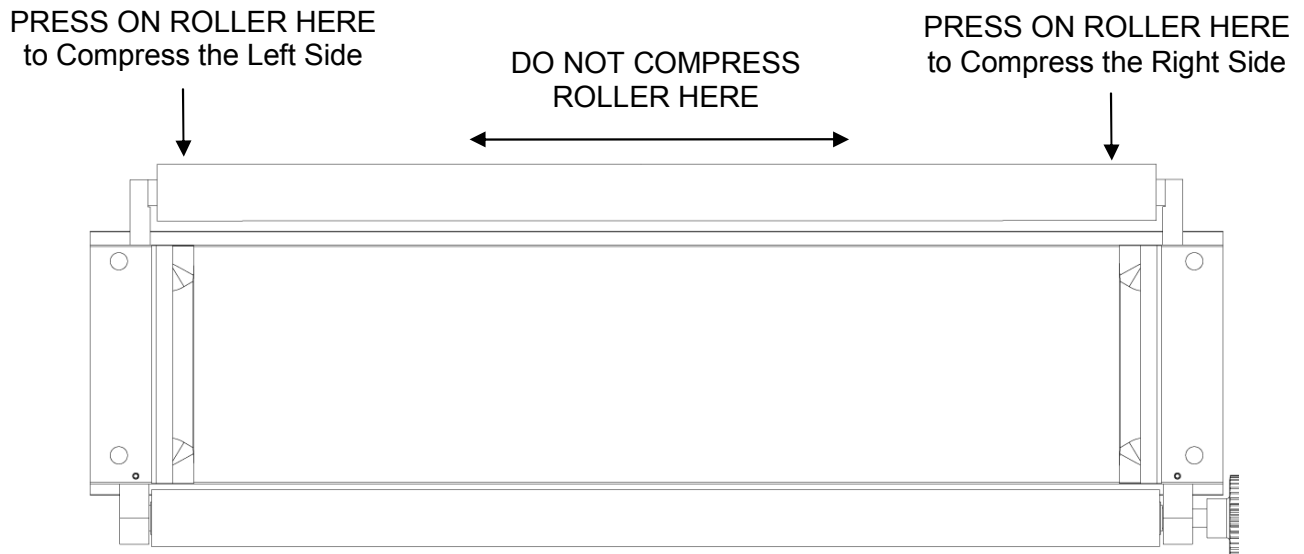 PRESS ON ROLLER HERE
to Compress the Left Side
DO NOT COMPRESS
ROLLER HERE
PRESS ON ROLLER HERE
to Compress the Right Side